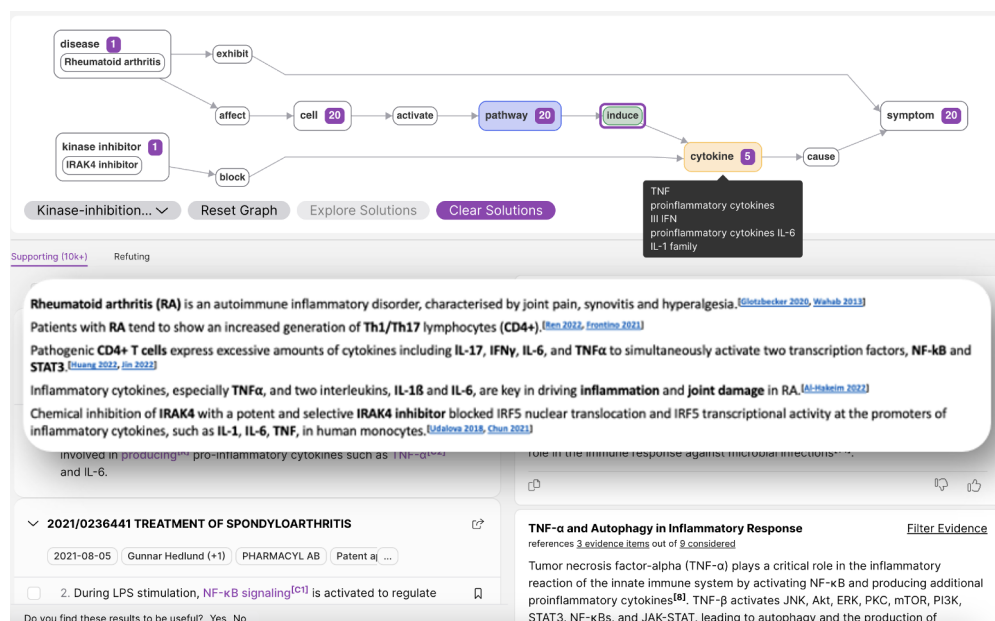 disease 1
Rheumatoid arthritis
exhibit
affect
cell 20
activate
pathway 20
induce
symptom 20
kinase inhibitor 1
IRAK4 inhibitor
block
cytokine 5
cause
TNF
proinflammatory cytokines
III IFN
proinflammatory cytokines IL-6
IL-1 family
Kinase-inhibition...
Reset Graph
Explore Solutions
Clear Solutions
Supporting (10k+)
Refuting
Rheumatoid arthritis (RA) is an autoimmune inflammatory disorder, characterised by joint pain, synovitis and hyperalgesia.[Glotzbecker 2020, Wahab 2013]
Patients with RA tend to show an increased generation of Th1/Th17 lymphocytes (CD4+).[Ren 2022, Frontino 2021]
Pathogenic CD4+ T cells express excessive amounts of cytokines including IL-17, IFNγ, IL-6, and TNFα to simultaneously activate two transcription factors, NF-kB and
STAT3.[Huang 2022, Jin 2022]
Inflammatory cytokines, especially TNFα, and two interleukins, IL-1ß and IL-6, are key in driving inflammation and joint damage in RA.[Al-Hakeim 2022]
Chemical inhibition of IRAK4 with a potent and selective IRAK4 inhibitor blocked IRF5 nuclear translocation and IRF5 transcriptional activity at the promoters of
inflammatory cytokines, such as IL-1, IL-6, TNF, in human monocytes.[Udalova 2018, Chun 2021]
involved in producing pro-inflammatory cytokines such as TNF-α[C2]
and IL-6.
role in the immune response against microbial infections
2021/0236441 TREATMENT OF SPONDYLOARTHRITIS
2021-08-05
Gunnar Hedlund (+1)
PHARMACYL AB
Patent a ...
2. During LPS stimulation, NF-κB signaling[C1] is activated to regulate
Do you find these results to be useful? Yes No
TNF-α and Autophagy in Inflammatory Response
Filter Evidence
references 3 evidence items out of 9 considered
Tumor necrosis factor-alpha (TNF-α) plays a critical role in the inflammatory
reaction of the innate immune system by activating NF-κB and producing additional
proinflammatory cytokines[8]. TNF-β activates JNK, Akt, ERK, PKC, mTOR, PI3K,
STAT3, NF-κBs, and JAK-STAT, leading to autophagy and the production of